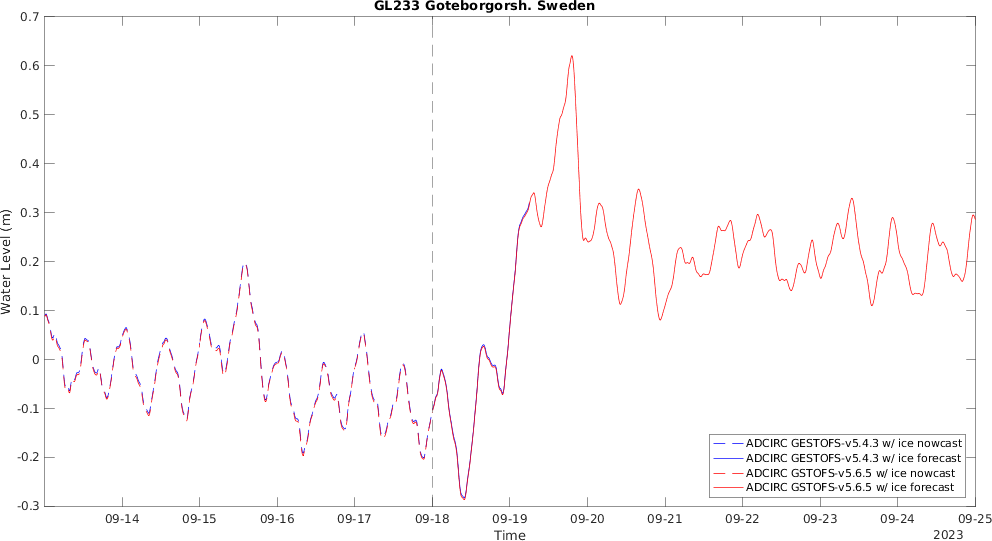 GL233 Goteborgorsh. Sweden
0.7
0.6
0.5
0.4
0.3
0.2
0.1
0
-0.1
-0.2
-0.3
Water Level (m)
ADCIRC GESTOFS-v5.4.3 w/ ice nowcast
ADCIRC GESTOFS-v5.4.3 w/ ice forecast
ADCIRC GSTOFS-v5.6.5 w/ ice nowcast
ADCIRC GSTOFS-v5.6.5 w/ ice forecast
09-14 09-15 09-16 09-17 09-18 09-19 09-20 09-21 09-22 09-23 09-24 09-25
Time
2023